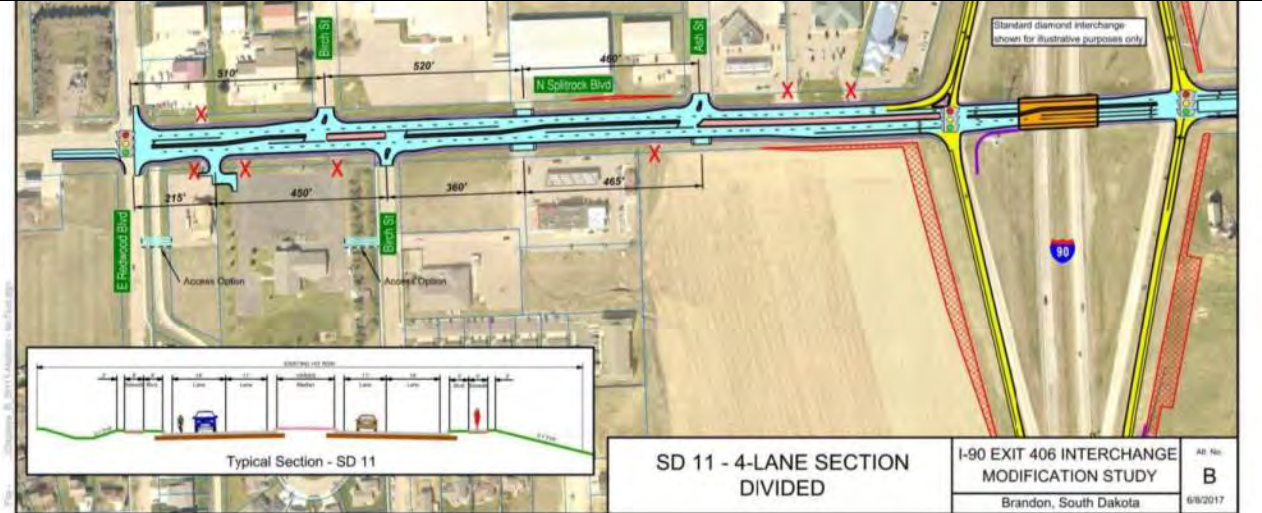 Standard diamond interchange
shown for illustrative purposes only.
Birch St
Ash St
510'
520'
460'
N Splitrock Blvd
215'
450'
360'
465'
E Redwood Blvd
Birch St
Access Option
Access Option
90
Lane
Lane
Median
Lane
Lane
Typical Section - SD 11
SD 11 - 4-LANE SECTION
DIVIDED
I-90 EXIT 406 INTERCHANGE
MODIFICATION STUDY
Brandon, South Dakota
Alt. No.
B
6/8/2017